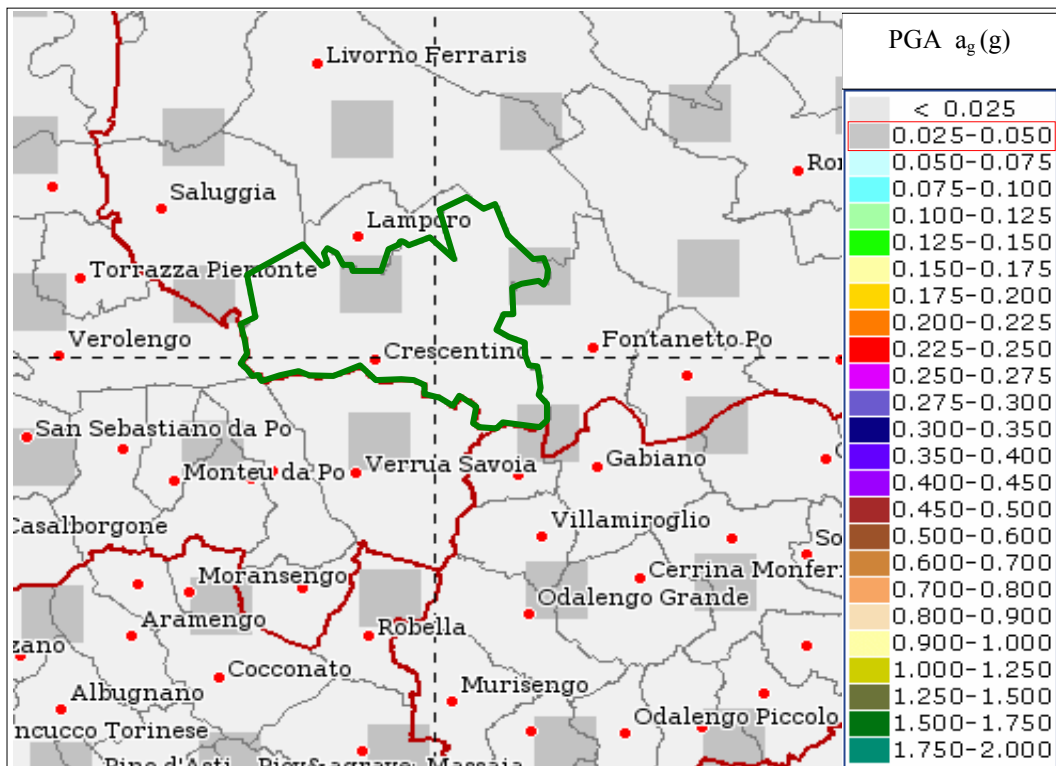 Livorno Ferraris
Saluggia
Lamporo
Torrazza Piemonte
Verolengo
Crescentino
Fontanetto Po
San Sebastiano da Po
Monteu da Po
Verrua Savoia
Gabiano
Casalborgone
Villamiroglio
Moransengo
Cerrina Monfer
Odalengo Grande
Aramengo
Robella
Cocconato
Albugnano
Murisengo
Odalengo Piccolo
ncucco Torinese
Pino d'Asti
PGA a_g (g)
< 0.025
0.025-0.050
0.050-0.075
0.075-0.100
0.100-0.125
0.125-0.150
0.150-0.175
0.175-0.200
0.200-0.225
0.225-0.250
0.250-0.275
0.275-0.300
0.300-0.350
0.350-0.400
0.400-0.450
0.450-0.500
0.500-0.600
0.600-0.700
0.700-0.800
0.800-0.900
0.900-1.000
1.000-1.250
1.250-1.500
1.500-1.750
1.750-2.000